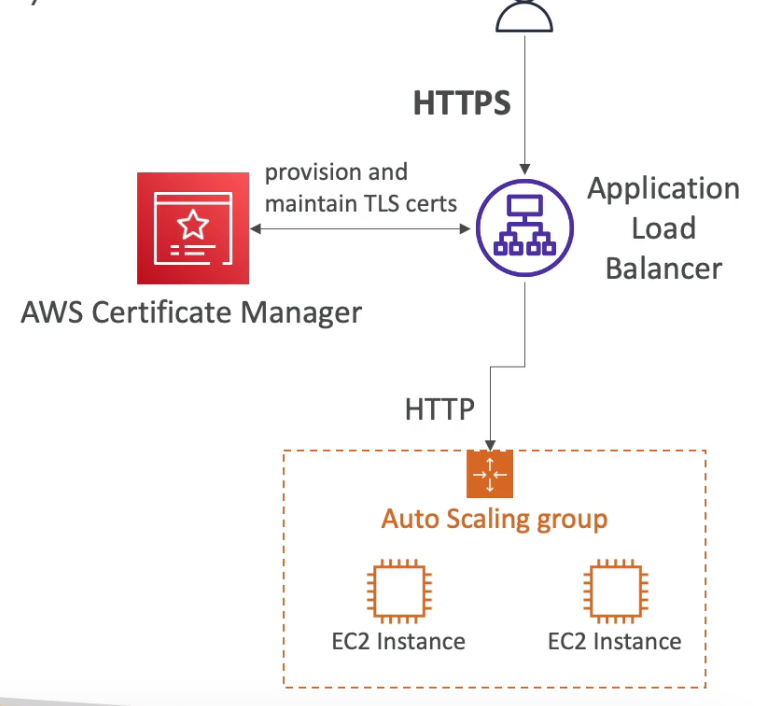 HTTPS
provision and
maintain TLS certs
Application
Load
Balancer
AWS Certificate Manager
HTTP
Auto Scaling group
EC2 Instance
EC2 Instance